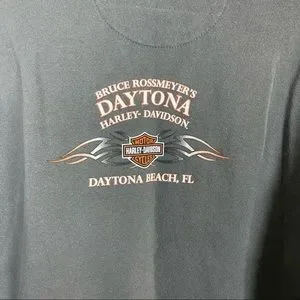 BRUCE ROSSMEYER'S
DAYTONA
HARLEY-DAVIDSON
MOTOR
HARLEY-DAVIDSON
CYCLES
DAYTONA BEACH, FL